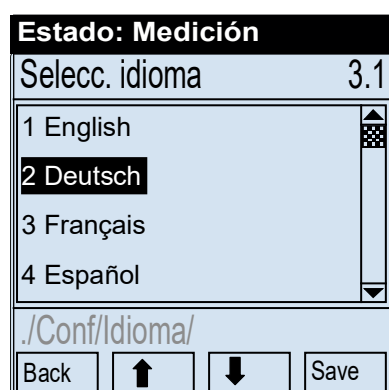 Estado: Medición
Selecc. idioma 3.1
1 English
2 Deutsch
3 Français
4 Español
./Conf/Idioma/
Back Save